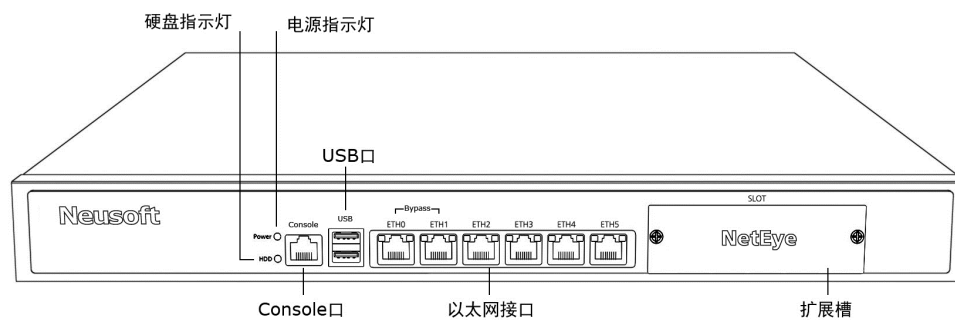 硬盘指示灯 电源指示灯
USB口
SLOT
Neusoft
Bypass
Console USB ETH0 ETH1 ETH2 ETH3 ETH4 ETH5
Power
NetEye
HDD
Console口 以太网接口 扩展槽